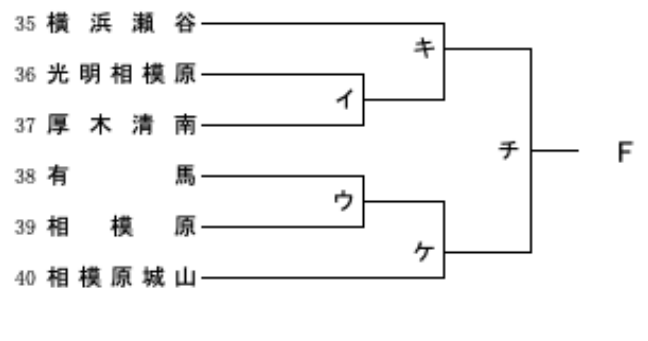 35 横浜瀬谷
キ
36 光明相模原
イ
37 厚木清南
チ F
38 有馬
ウ
39 相模原
ケ
40 相模原城山